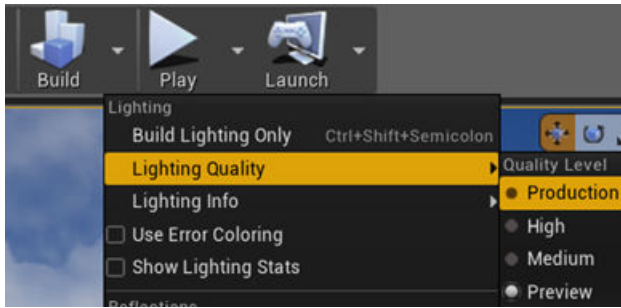 Build Play Launch
Lighting
Build Lighting Only Ctrl+Shift+Semicolon
Lighting Quality
Lighting Info
Use Error Coloring
Show Lighting Stats
Reflections
Quality Level
Production
High
Medium
Preview